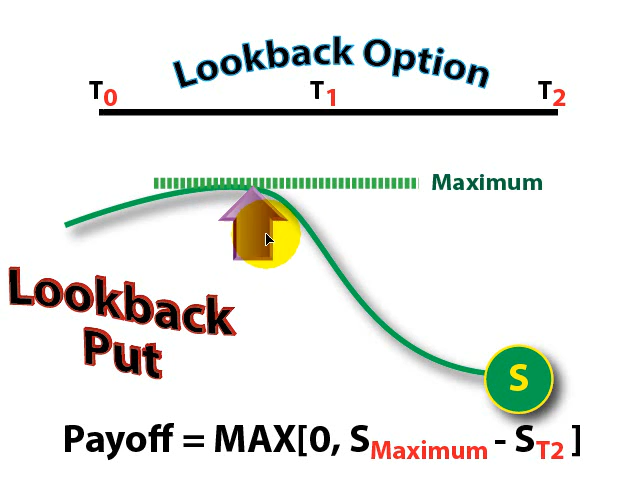 Lookback Option
T0 T1 T2
Maximum
Lookback
Put
S
Payoff = MAX[0, SMaximum - ST2 ]